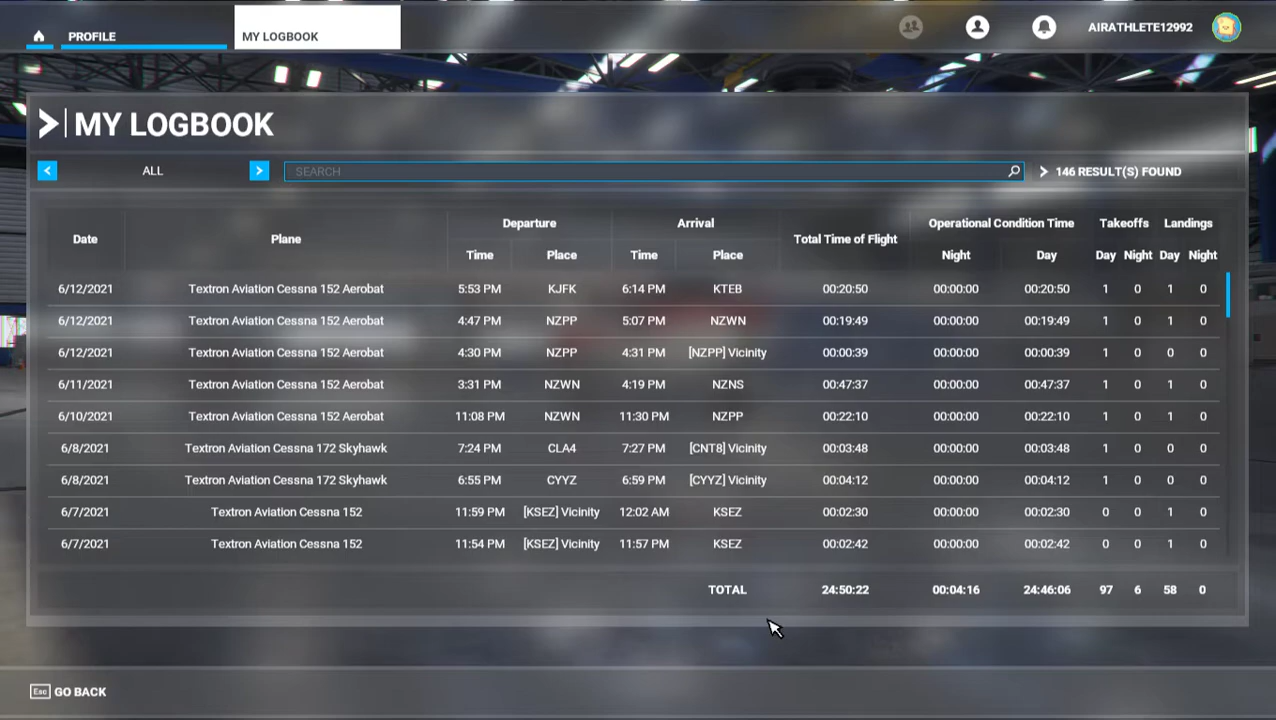 PROFILE MY LOGBOOK AIRATHLETE12992
MY LOGBOOK
ALL SEARCH 146 RESULT(S) FOUND
Departure Arrival Operational Condition Time Takeoffs Landings
Date Plane Total Time of Flight
Time Place Time Place Night Day Day Night Day Night
6/12/2021 Textron Aviation Cessna 152 Aerobat 5:53 PM KJFK 6:14 PM KTEB 00:20:50 00:00:00 00:20:50 1 0 1 0
6/12/2021 Textron Aviation Cessna 152 Aerobat 4:47 PM NZPP 5:07 PM NZWN 00:19:49 00:00:00 00:19:49 1 0 1 0
6/12/2021 Textron Aviation Cessna 152 Aerobat 4:30 PM NZPP 4:31 PM [NZPP] Vicinity 00:00:39 00:00:00 00:00:39 1 0 0 0
6/11/2021 Textron Aviation Cessna 152 Aerobat 3:31 PM NZWN 4:19 PM NZNS 00:47:37 00:00:00 00:47:37 1 0 1 0
6/10/2021 Textron Aviation Cessna 152 Aerobat 11:08 PM NZWN 11:30 PM NZPP 00:22:10 00:00:00 00:22:10 1 0 1 0
6/8/2021 Textron Aviation Cessna 172 Skyhawk 7:24 PM CLA4 7:27 PM [CNT8] Vicinity 00:03:48 00:00:00 00:03:48 1 0 0 0
6/8/2021 Textron Aviation Cessna 172 Skyhawk 6:55 PM CYYZ 6:59 PM [CYYZ] Vicinity 00:04:12 00:00:00 00:04:12 1 0 0 0
6/7/2021 Textron Aviation Cessna 152 11:59 PM [KSEZ] Vicinity 12:02 AM KSEZ 00:02:30 00:00:00 00:02:30 0 0 1 0
6/7/2021 Textron Aviation Cessna 152 11:54 PM [KSEZ] Vicinity 11:57 PM KSEZ 00:02:42 00:00:00 00:02:42 0 0 1 0
TOTAL 24:50:22 00:04:16 24:46:06 97 6 58 0
Esc GO BACK